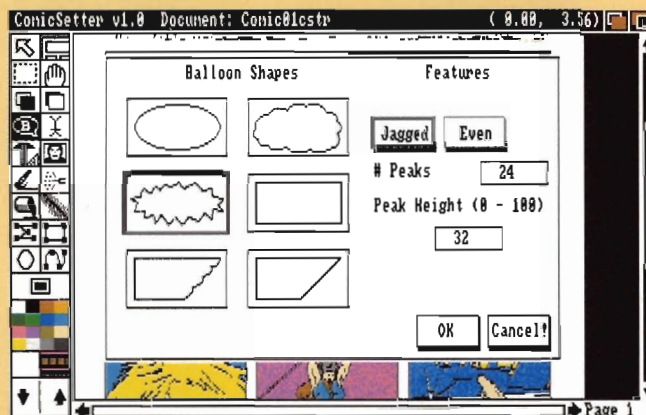 ComicSetter v1.0 Document: Comic01cstr ( 0.00, 3.56)
Balloon Shapes
Features
B
Jagged Even
# Peaks 24
Peak Height (0 - 100)
32
OK Cancel!
Page 1